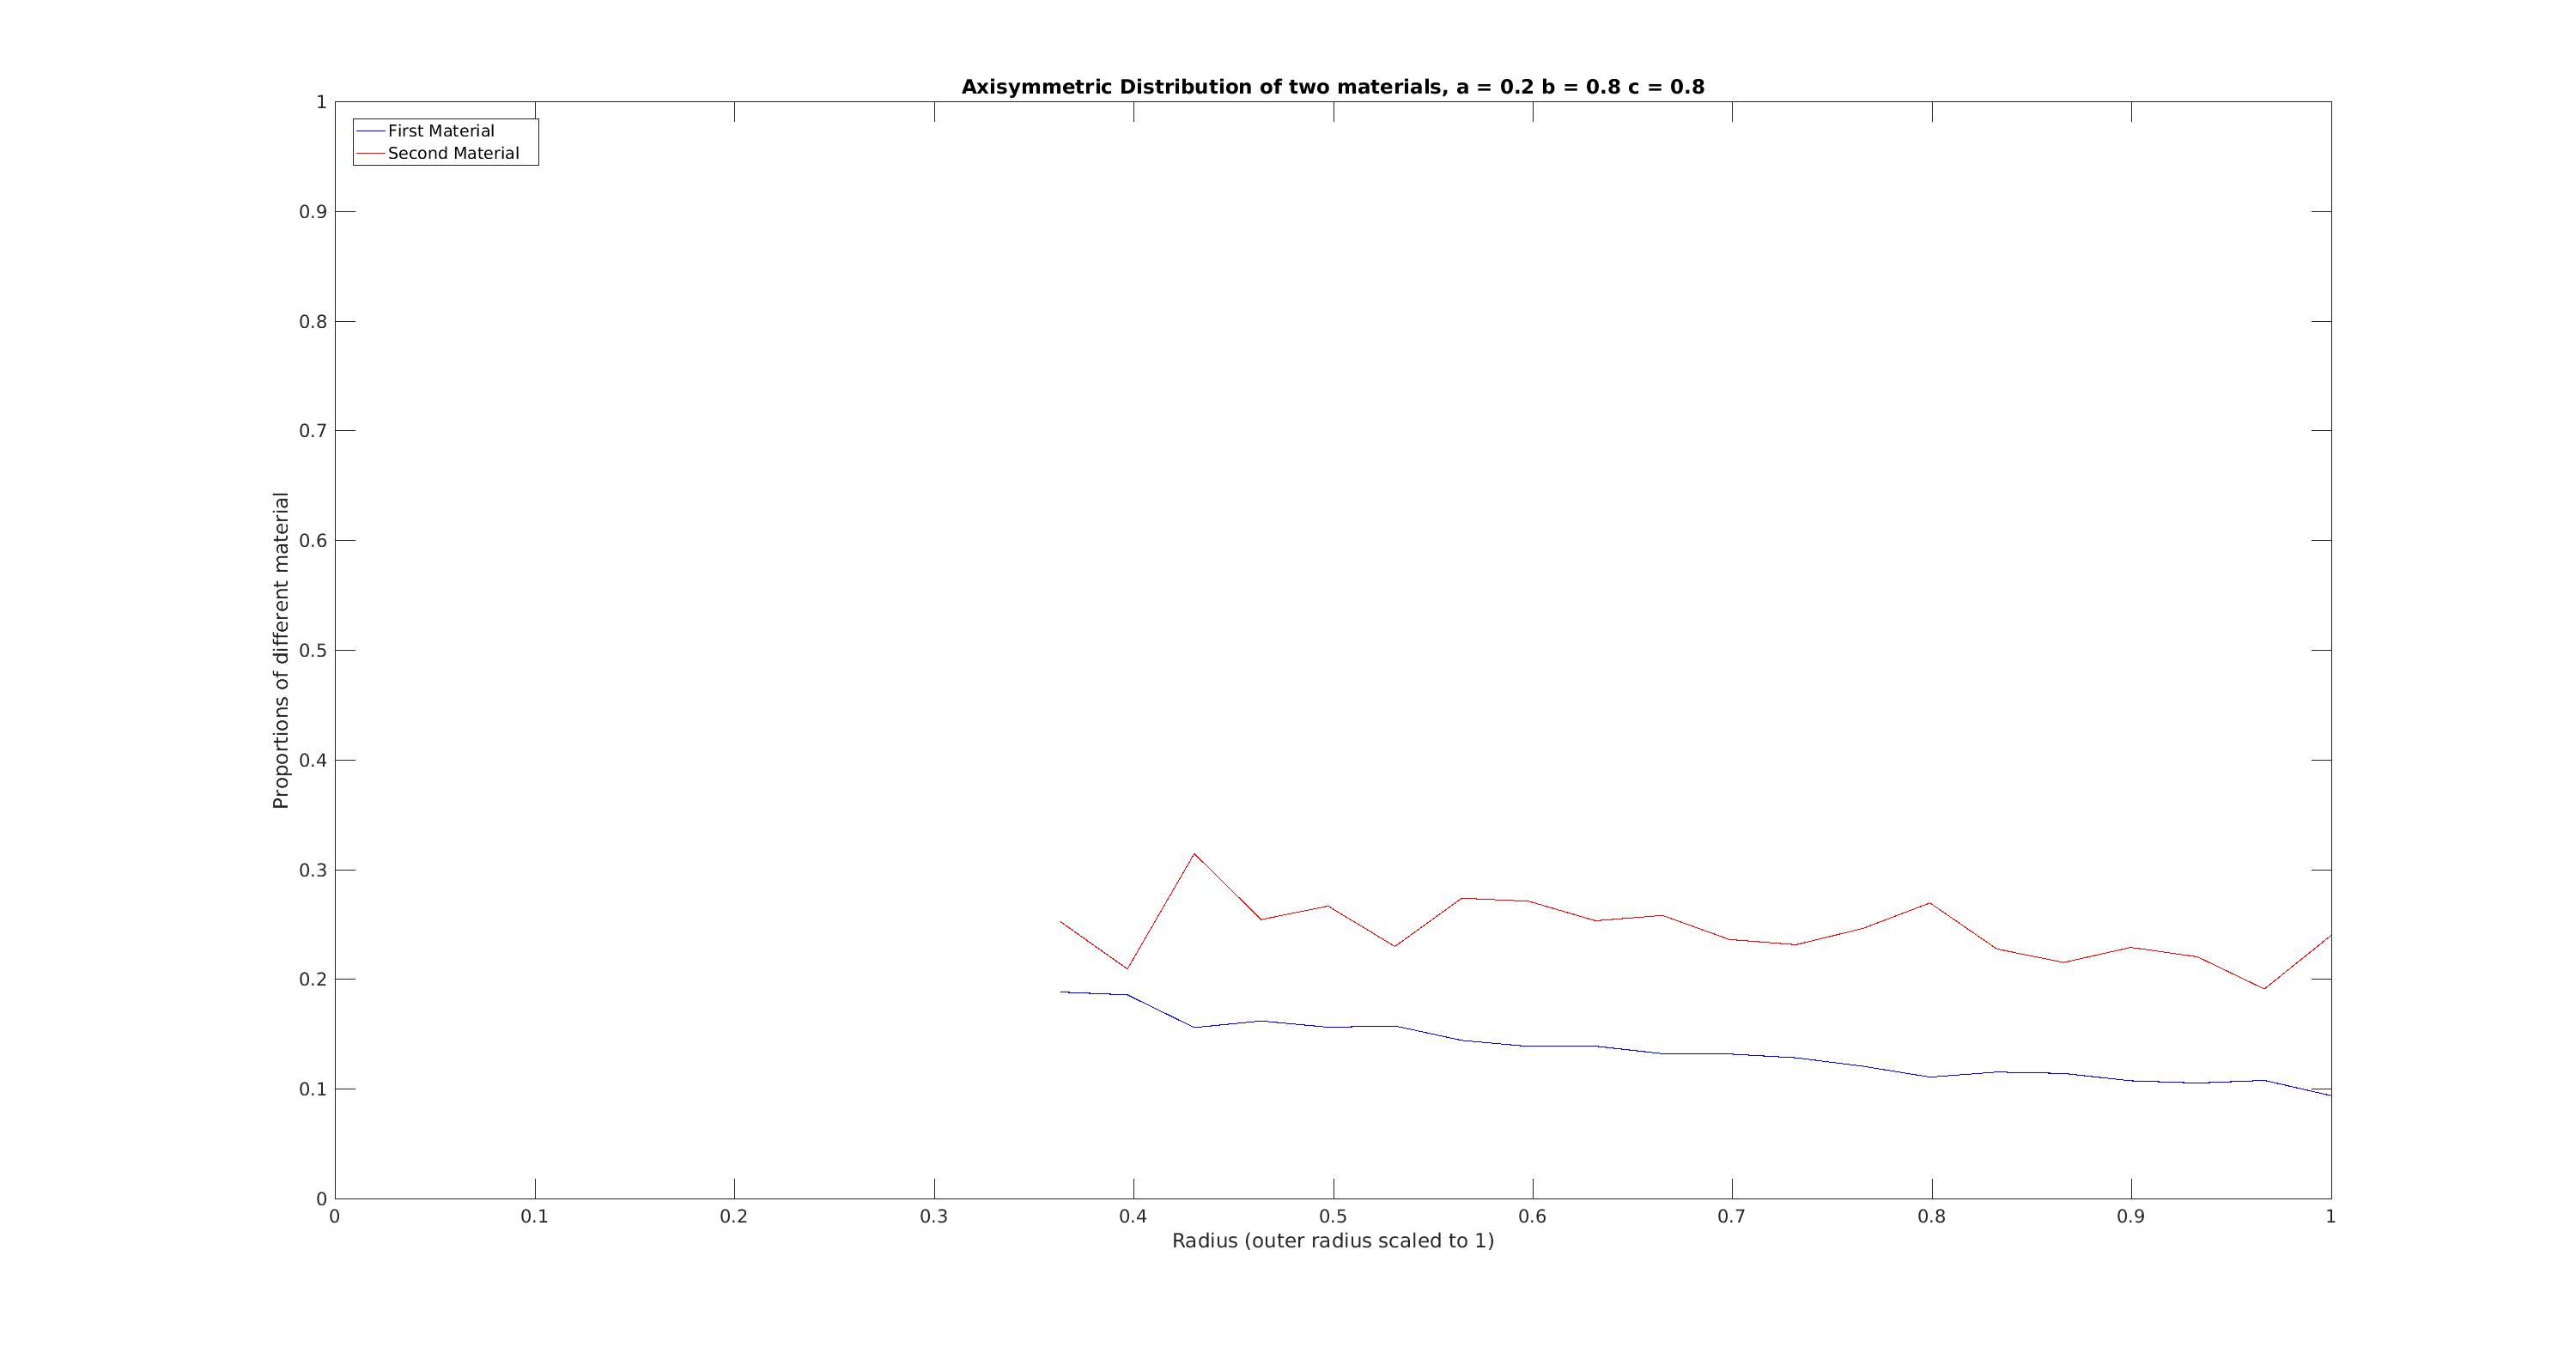 Axisymmetric Distribution of two materials, a = 0.2 b = 0.8 c = 0.8
First Material
Second Material
Proportions of different material
1
0.9
0.8
0.7
0.6
0.5
0.4
0.3
0.2
0.1
0
0 0.1 0.2 0.3 0.4 0.5 0.6 0.7 0.8 0.9 1
Radius (outer radius scaled to 1)